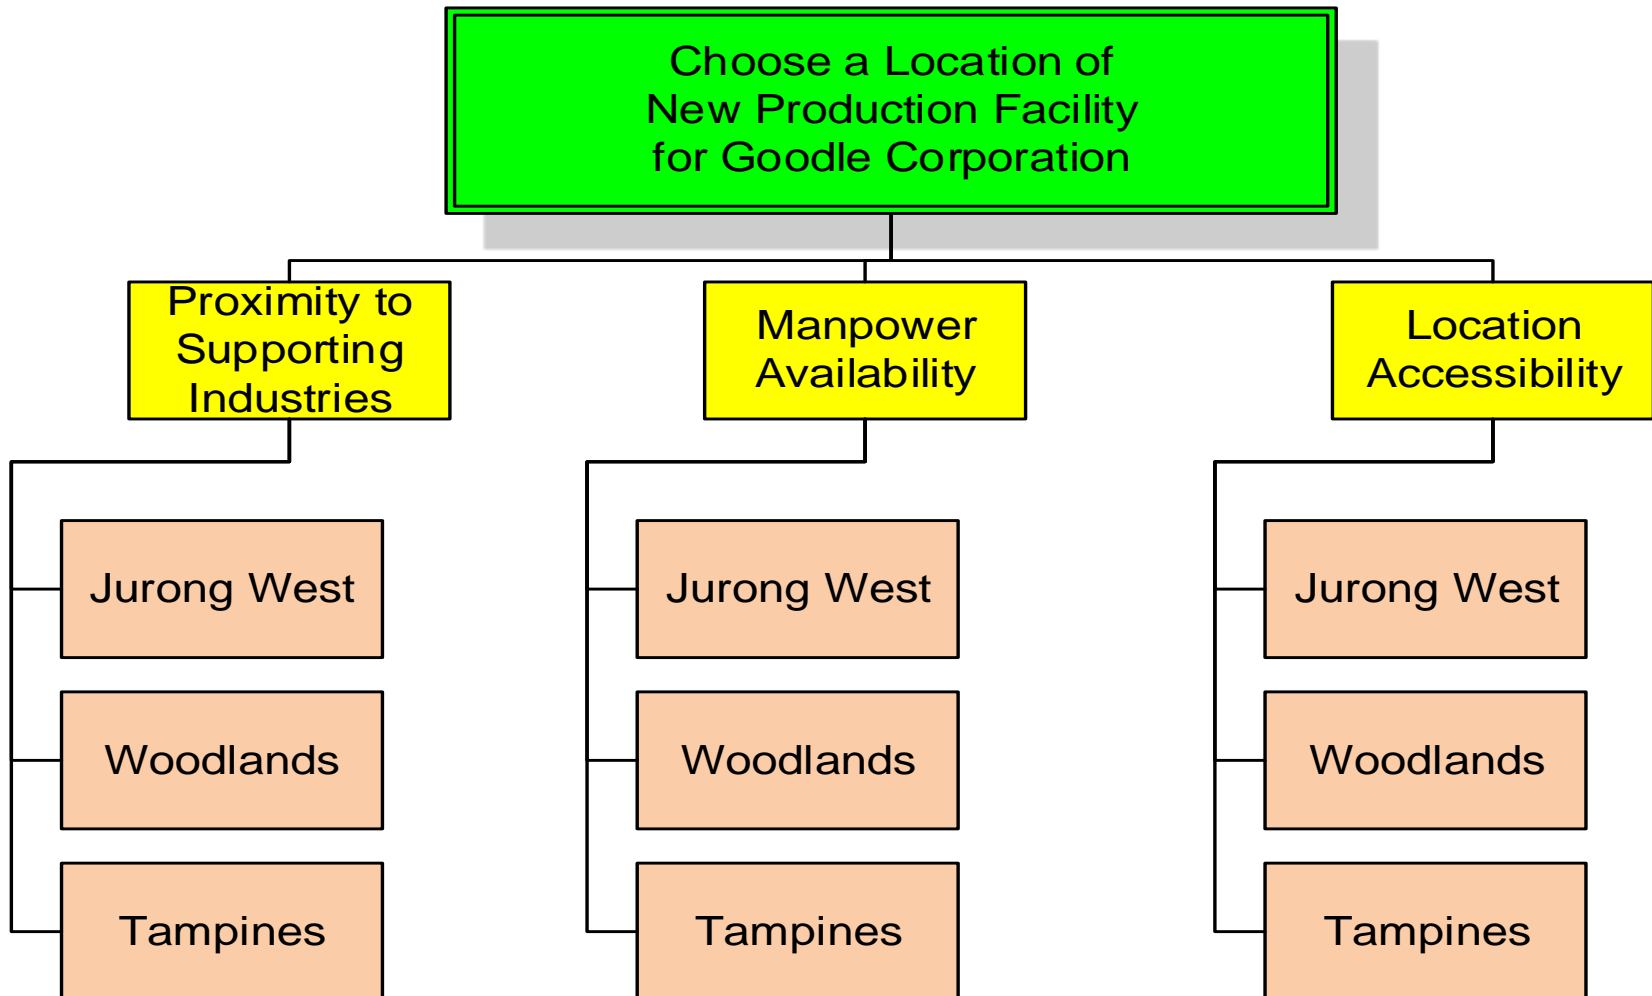 Choose a Location of
New Production Facility
for Goodle Corporation
Proximity to
Supporting
Industries
Manpower
Availability
Location
Accessibility
Jurong West
Woodlands
Tampines
Jurong West
Woodlands
Tampines
Jurong West
Woodlands
Tampines